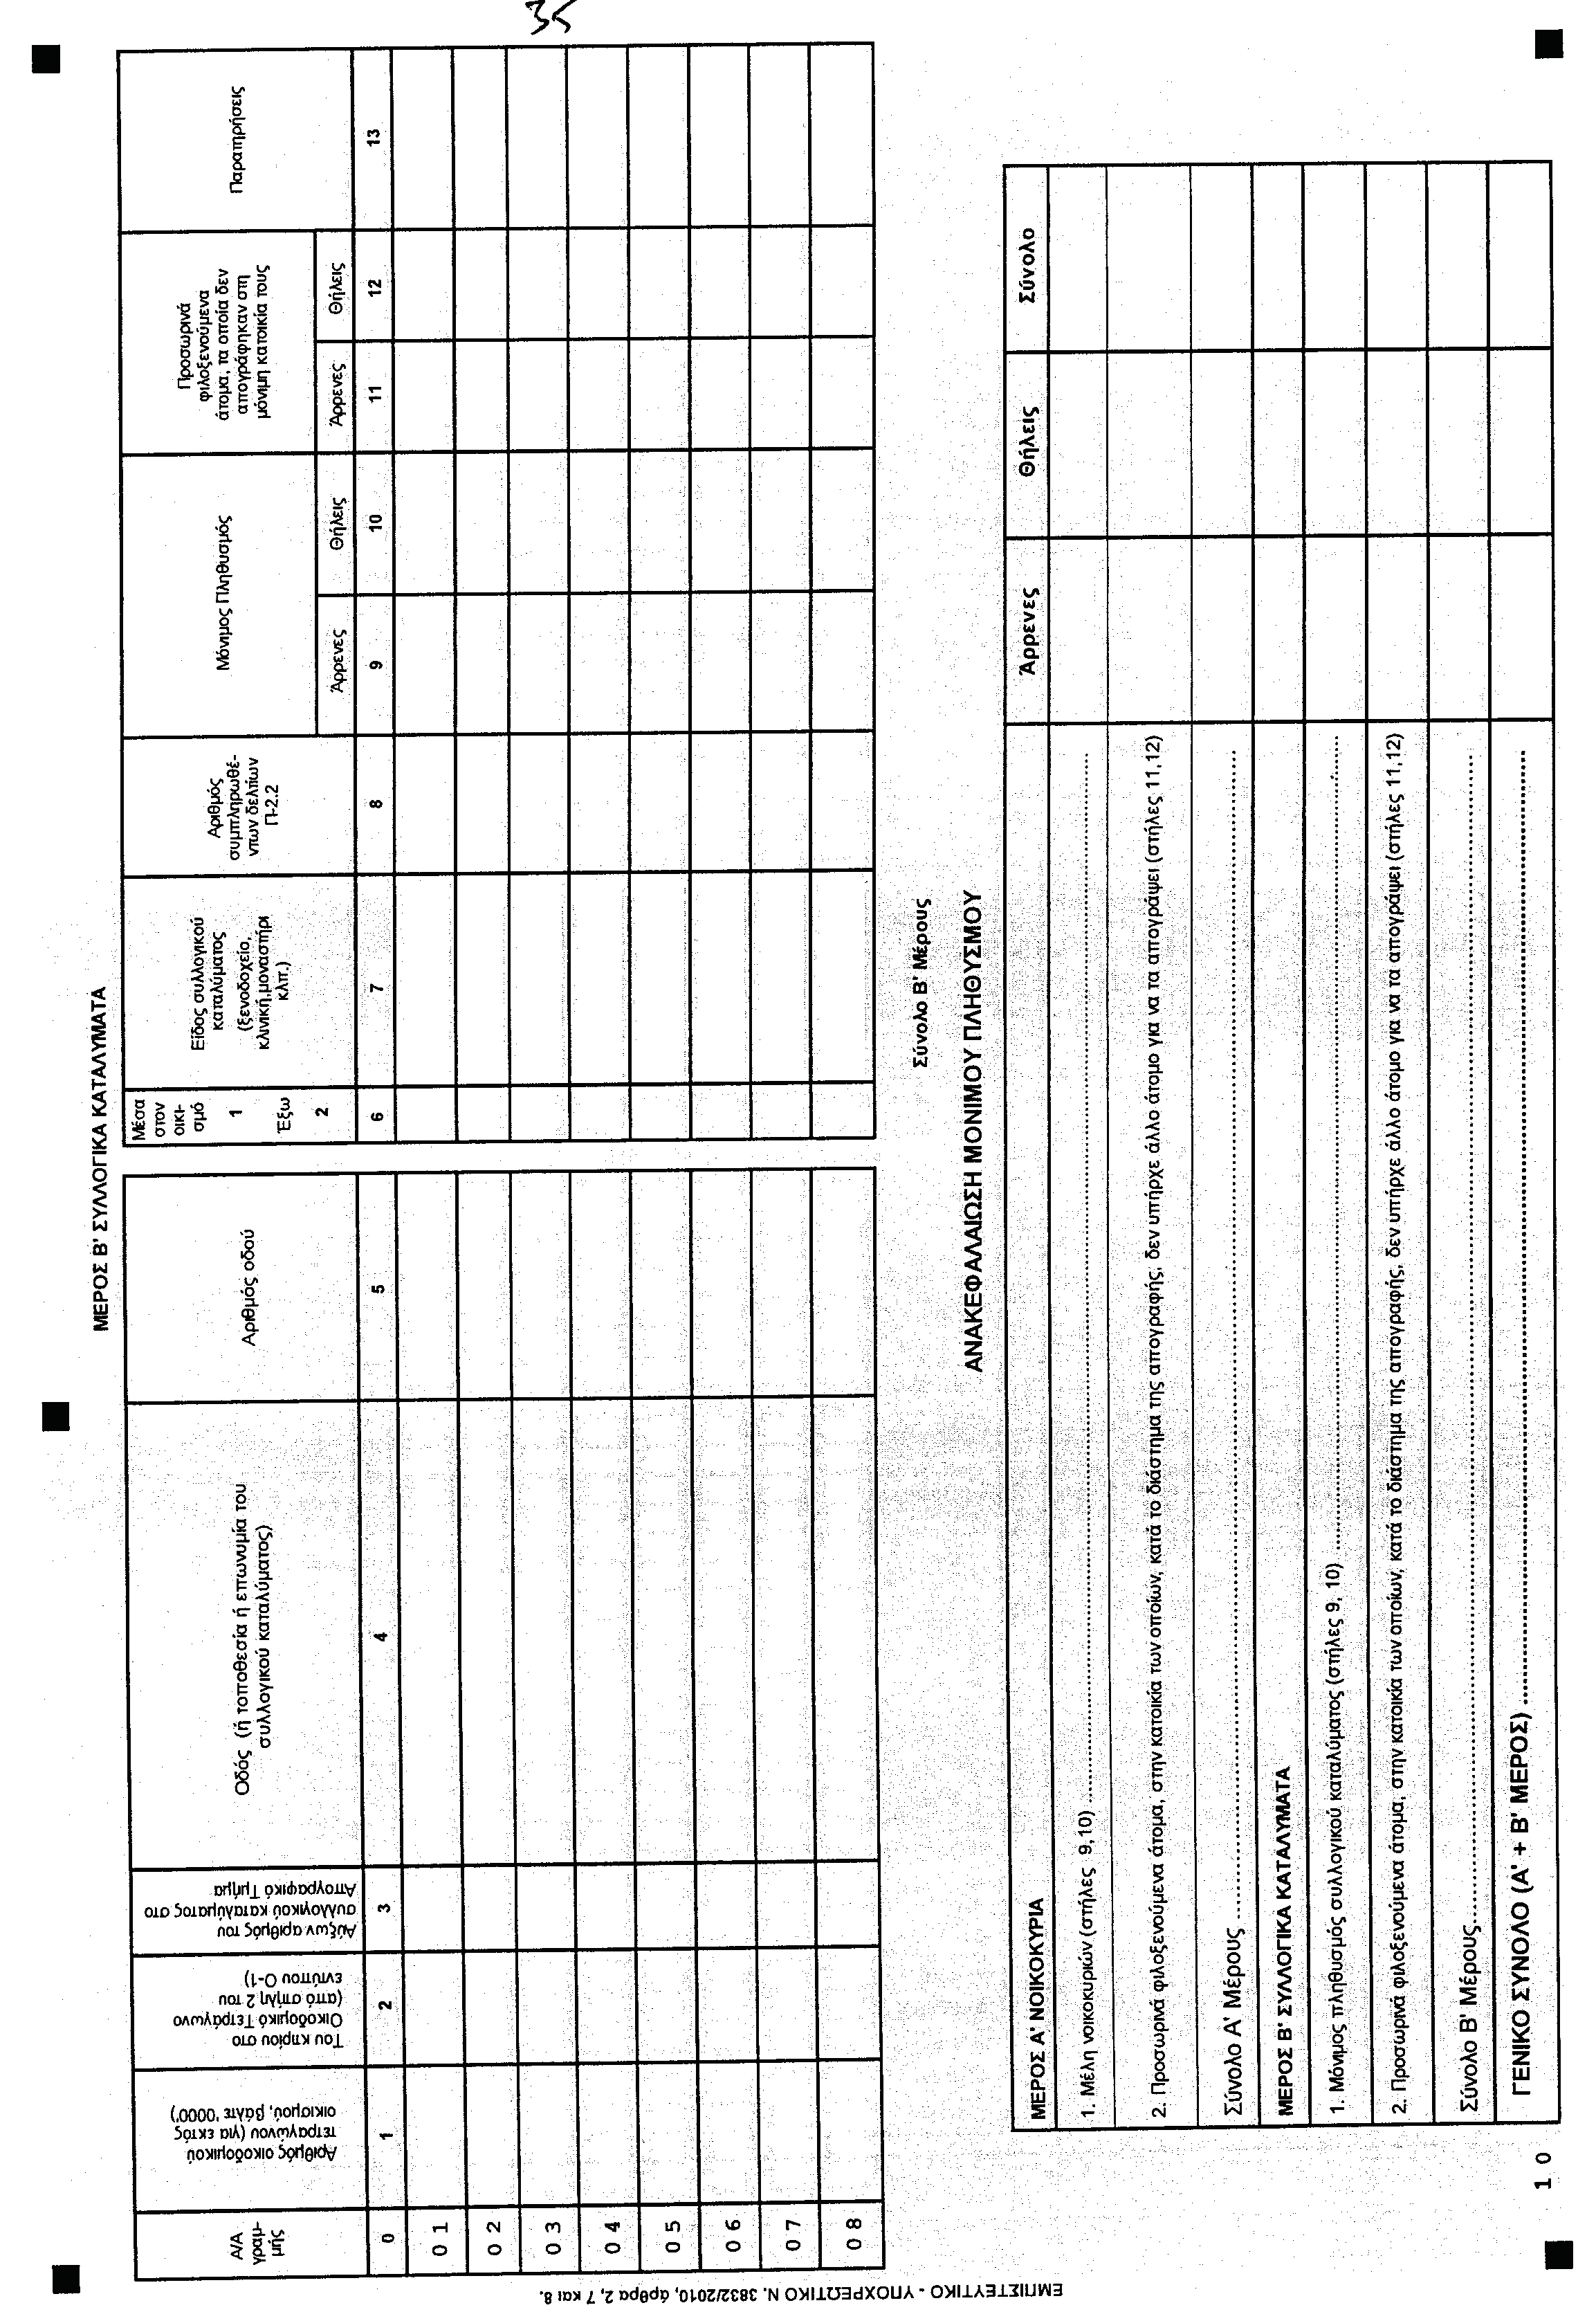 35
ΕΜΠΙΣΤΕΥΤΙΚΟ - ΥΠΟΧΡΕΩΤΙΚΟ Ν. 3832/2010, άρθρα 2, 7 και 8.
ΜΕΡΟΣ Β' ΣΥΛΛΟΓΙΚΑ ΚΑΤΑΛΥΜΑΤΑ
Α/Α
γραμ-
μής
Αριθμός οικοδομικού
τετραγώνου (για εκτός
οικισμού, βάλτε '0000')
Του κτιρίου στο
Οικοδομικό Τετράγωνο
(από στήλη 2 του
εντύπου Ο-1)
Αύξων αριθμός του
συλλογικού καταλύματος στο
Απογραφικό Τμήμα
Οδός (ή τοποθεσία ή επωνυμία του
συλλογικού καταλύματος)
Αριθμός οδού
Μέσα
στον
οικι-
σμό
1
Έξω
2
Είδος συλλογικού
καταλύματος
(ξενοδοχείο,
κλινική,μοναστήρι
κλπ.)
Αριθμός
συμπληρωθέ-
ντων δελτίων
Π-2.2
Μόνιμος Πληθυσμός
Άρρενες
Θήλεις
Προσωρινά
φιλοξενούμενα
άτομα, τα οποία δεν
απογράφηκαν στη
μόνιμη κατοικία τους
Άρρενες
Θήλεις
Παρατηρήσεις
0 1 2 3 4 5 6 7 8 9 10 11 12 13
0 1
0 2
0 3
0 4
0 5
0 6
0 7
0 8
Σύνολο Β' Μέρους
ΑΝΑΚΕΦΑΛΑΙΩΣΗ ΜΟΝΙΜΟΥ ΠΛΗΘΥΣΜΟΥ
Άρρενες Θήλεις Σύνολο
ΜΕΡΟΣ Α' ΝΟΙΚΟΚΥΡΙΑ
1. Μέλη νοικοκυριών (στήλες 9,10)
2. Προσωρινά φιλοξενούμενα άτομα, στην κατοικία των οποίων, κατά το διάστημα της απογραφής, δεν υπήρχε άλλο άτομο για να τα απογράψει (στήλες 11,12)
Σύνολο Α' Μέρους
ΜΕΡΟΣ Β' ΣΥΛΛΟΓΙΚΑ ΚΑΤΑΛΥΜΑΤΑ
1. Μόνιμος πληθυσμός συλλογικού καταλύματος (στήλες 9, 10)
2. Προσωρινά φιλοξενούμενα άτομα, στην κατοικία των οποίων, κατά το διάστημα της απογραφής, δεν υπήρχε άλλο άτομο για να τα απογράψει (στήλες 11,12)
Σύνολο Β' Μέρους
ΓΕΝΙΚΟ ΣΥΝΟΛΟ (Α' + Β' ΜΕΡΟΣ)
1 0